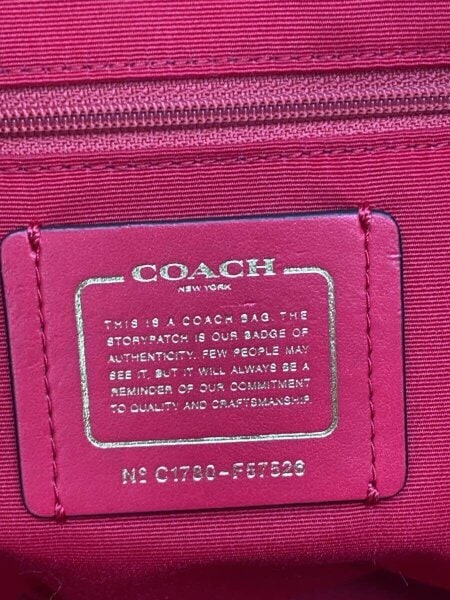 COACH
NEW YORK
THIS IS A COACH BAG. THE
STORYPATCH IS OUR BADGE OF
AUTHENTICITY. FEW PEOPLE MAY
SEE IT, BUT IT WILL ALWAYS BE A
REMINDER OF OUR COMMITMENT
TO QUALITY AND CRAFTSMANSHIP.
Nº C1780-F57526